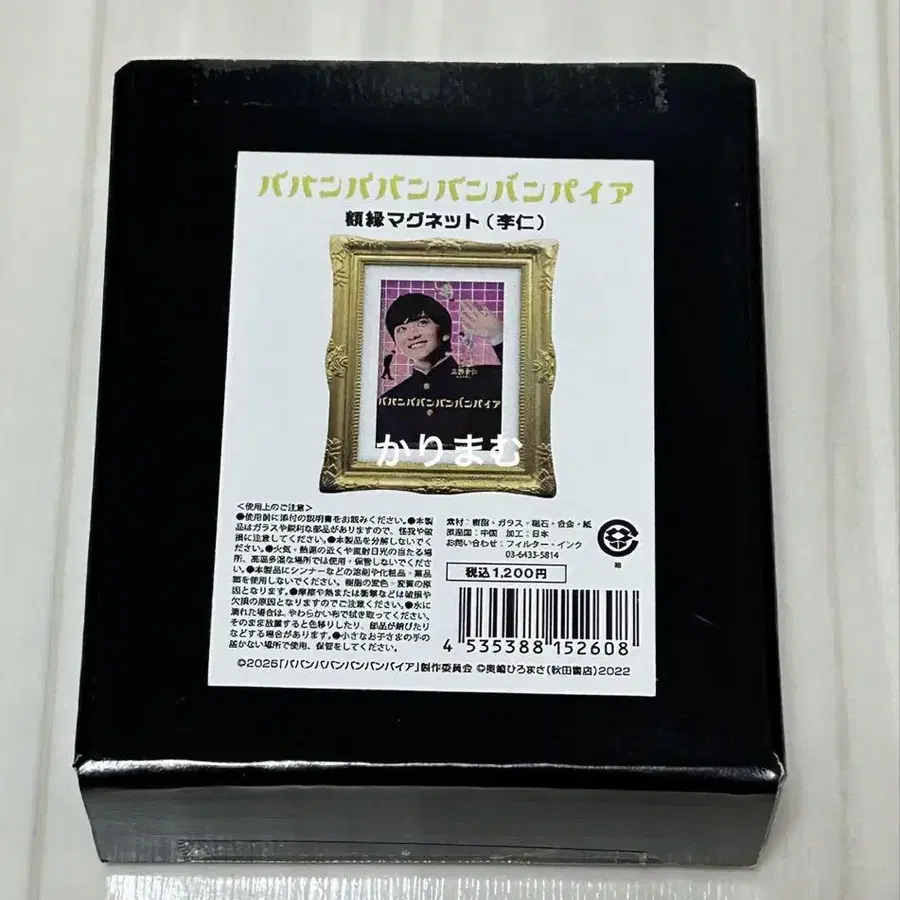 ババンババンバンバンパイア
額縁マグネット(李仁)
ババンババンバンバンパイア
かりまむ
<使用上のご注意>
●使用前に添付の説明書をお読みください。●本製
品はガラスや鋭利な部品がありますので、怪我や破
損に注意してください。●本製品を分解しないでく
ださい。●火気・熱源の近くや直射日光の当たる場
所、高温多湿な場所では使用・保管しないでくださ
い。●本製品にシンナーなどの溶剤や化粧品・薬品
類を使用しないでください。樹脂の変色・変質の原因
となります。●摩擦や熱または衝撃などは破損や
欠損の原因となりますのでご注意ください。●水に
濡れた場合は、やわらかい布で拭き取ってください。
そのまま放置すると色移りしたり、部品が錆びたり
などする場合があります。●小さなお子さまの手の
届かない場所で使用、保管をしてください。
素材:樹脂・ガラス・磁石・合金・紙
原産国:中国 加工:日本
お問い合わせ:フィルター・インク
03-6433-5814
税込1,200円
箱
4 535388 152608
©2025「ババンババンバンバンパイア」製作委員会 ©奥嶋ひろまさ(秋田書店)2022